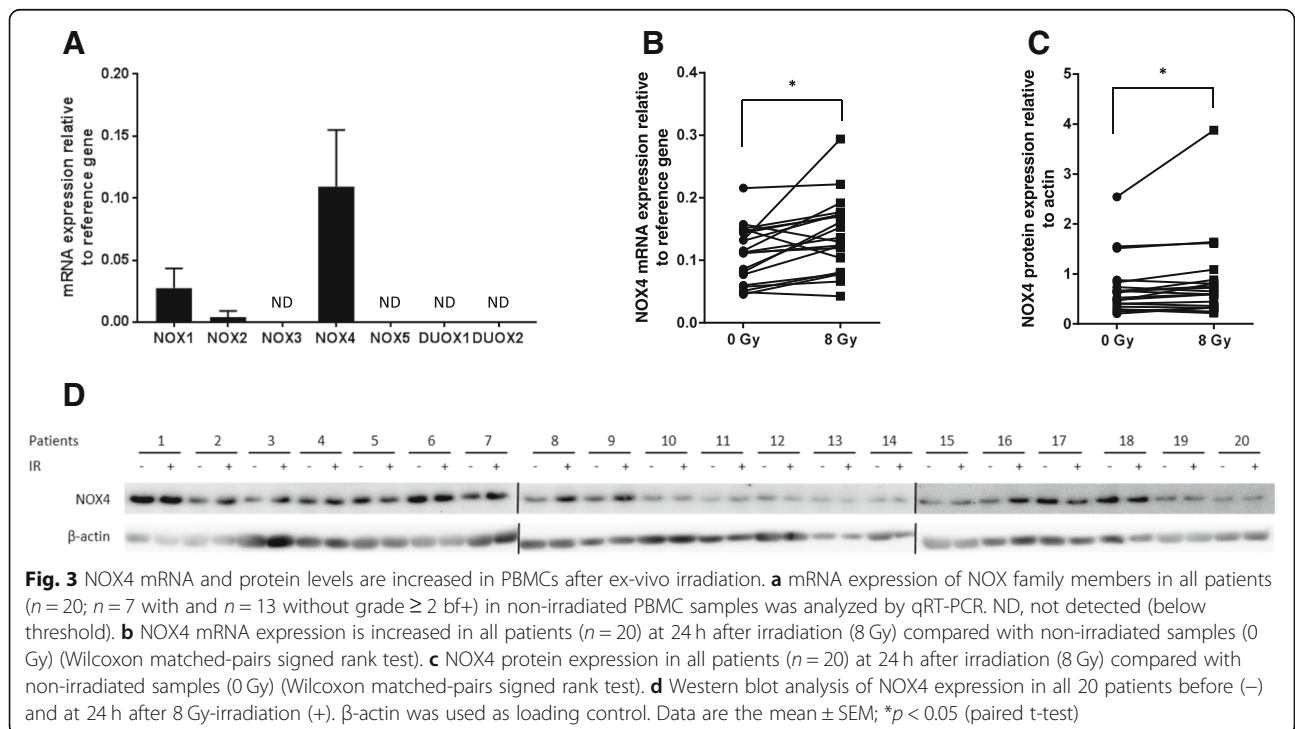 A
mRNA expression relative
to reference gene
0.20
0.15
0.10
0.05
0.00
ND ND ND ND
NOX1 NOX2 NOX3 NOX4 NOX5 DUOX1 DUOX2
B
NOX4 mRNA expression relative
to reference gene
0.4
0.3
0.2
0.1
0.0
*
0 Gy 8 Gy
C
NOX4 protein expression relative
to actin
5
4
3
2
1
0
*
0 Gy 8 Gy
D
Patients 1 2 3 4 5 6 7 8 9 10 11 12 13 14 15 16 17 18 19 20
IR - + - + - + - + - + - + - + - + - + - + - + - + - + - + - + - + - + - + - + - +
NOX4
β-actin
Fig. 3 NOX4 mRNA and protein levels are increased in PBMCs after ex-vivo irradiation. a mRNA expression of NOX family members in all patients
(n = 20; n = 7 with and n = 13 without grade ≥ 2 bf+) in non-irradiated PBMC samples was analyzed by qRT-PCR. ND, not detected (below
threshold). b NOX4 mRNA expression is increased in all patients (n = 20) at 24 h after irradiation (8 Gy) compared with non-irradiated samples (0
Gy) (Wilcoxon matched-pairs signed rank test). c NOX4 protein expression in all patients (n = 20) at 24 h after irradiation (8 Gy) compared with
non-irradiated samples (0 Gy) (Wilcoxon matched-pairs signed rank test). d Western blot analysis of NOX4 expression in all 20 patients before (−)
and at 24 h after 8 Gy-irradiation (+). β-actin was used as loading control. Data are the mean ± SEM; *p < 0.05 (paired t-test)